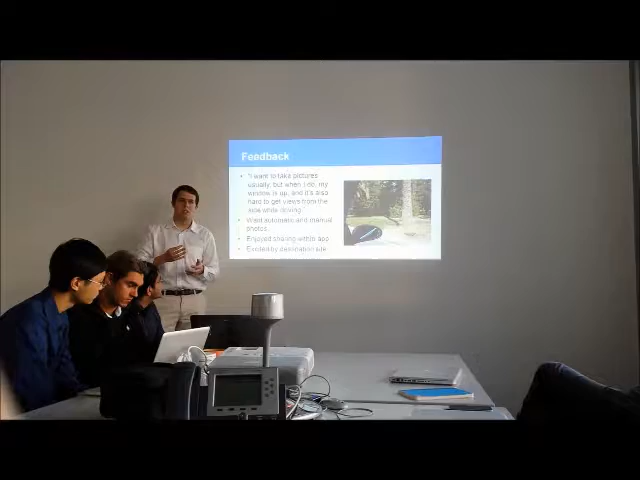 Feedback
• "I want to take pictures
usually, but when I do, my
window is up, and it's also
hard to get views from the
side while driving."
• Want automatic and manual
photos.
• Enjoyed sharing within app
• Excited by destination site